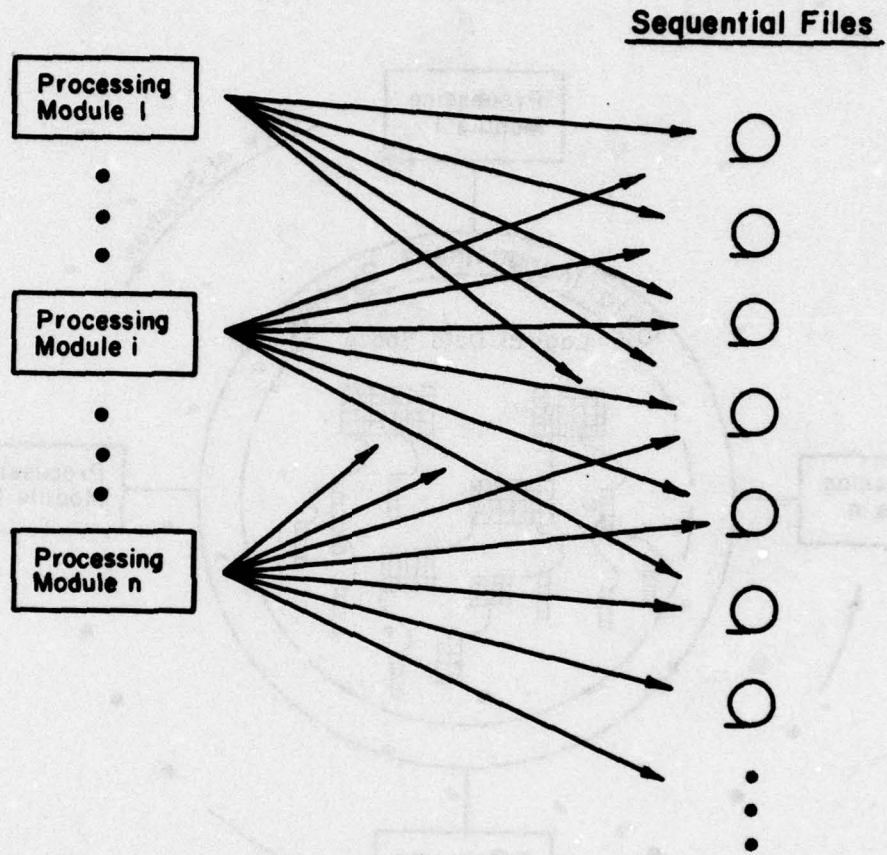 Sequential Files
Processing
Module 1
Processing
Module i
Processing
Module n